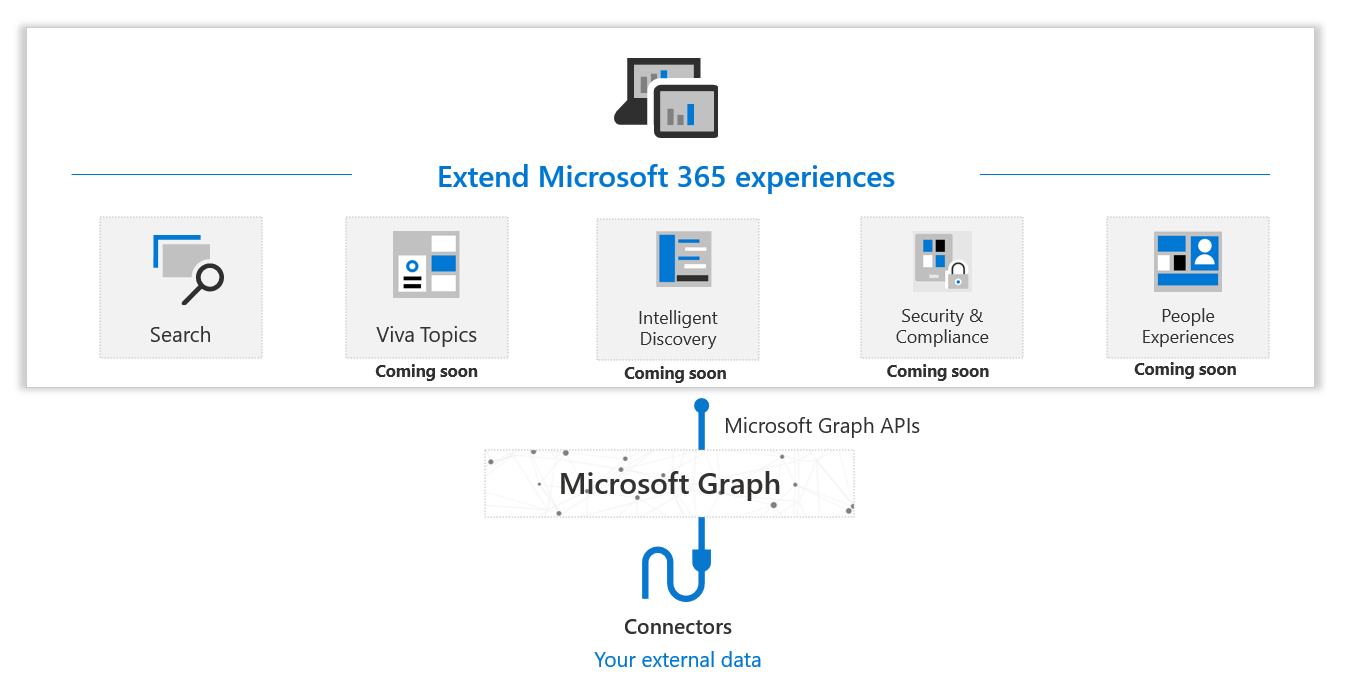 Extend Microsoft 365 experiences
Search
Viva Topics
Coming soon
Intelligent
Discovery
Coming soon
Security &
Compliance
Coming soon
People
Experiences
Coming soon
Microsoft Graph APIs
Microsoft Graph
Connectors
Your external data